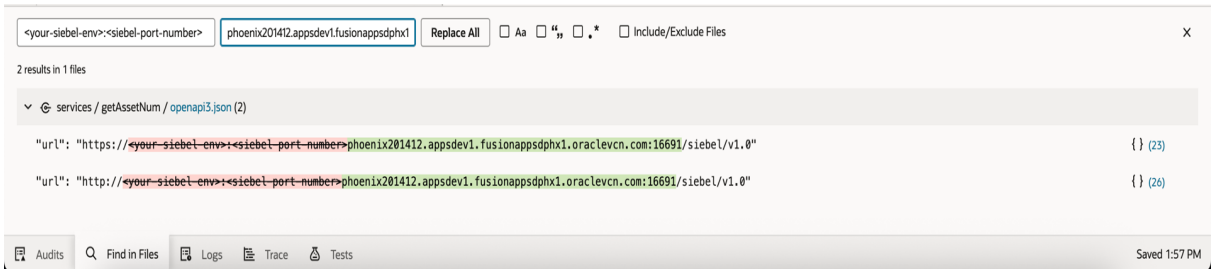 <your-siebel-env>:<siebel-port-number> phoenix201412.appsdev1.fusionappsdphx1 Replace All Aa “„ .* Include/Exclude Files X
2 results in 1 files
services / getAssetNum / openapi3.json (2)
"url": "https://<your-siebel-env>:<siebel-port-number>phoenix201412.appsdev1.fusionappsdphx1.oraclevcn.com:16691/siebel/v1.0" { } (23)
"url": "http://<your-siebel-env>:<siebel-port-number>phoenix201412.appsdev1.fusionappsdphx1.oraclevcn.com:16691/siebel/v1.0" { } (26)
Audits Find in Files Logs Trace Tests Saved 1:57 PM